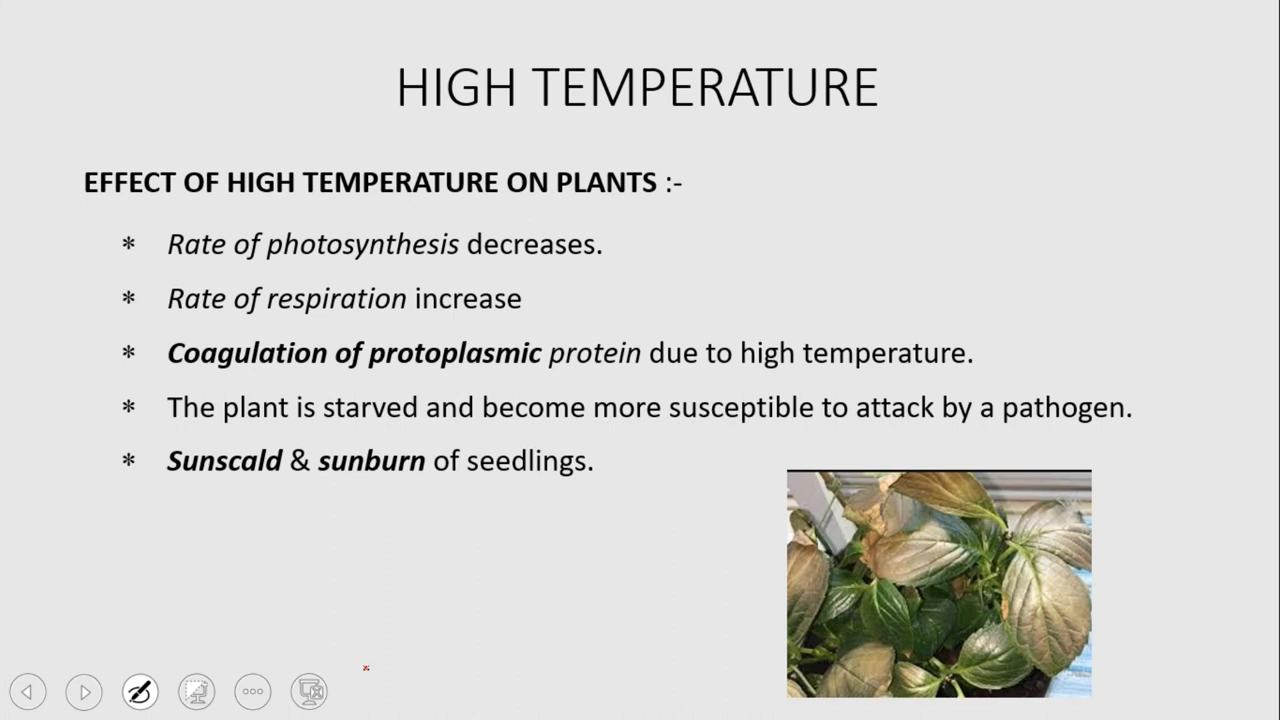 HIGH TEMPERATURE
EFFECT OF HIGH TEMPERATURE ON PLANTS :-
* Rate of photosynthesis decreases.
* Rate of respiration increase
* Coagulation of protoplasmic protein due to high temperature.
* The plant is starved and become more susceptible to attack by a pathogen.
* Sunscald & sunburn of seedlings.